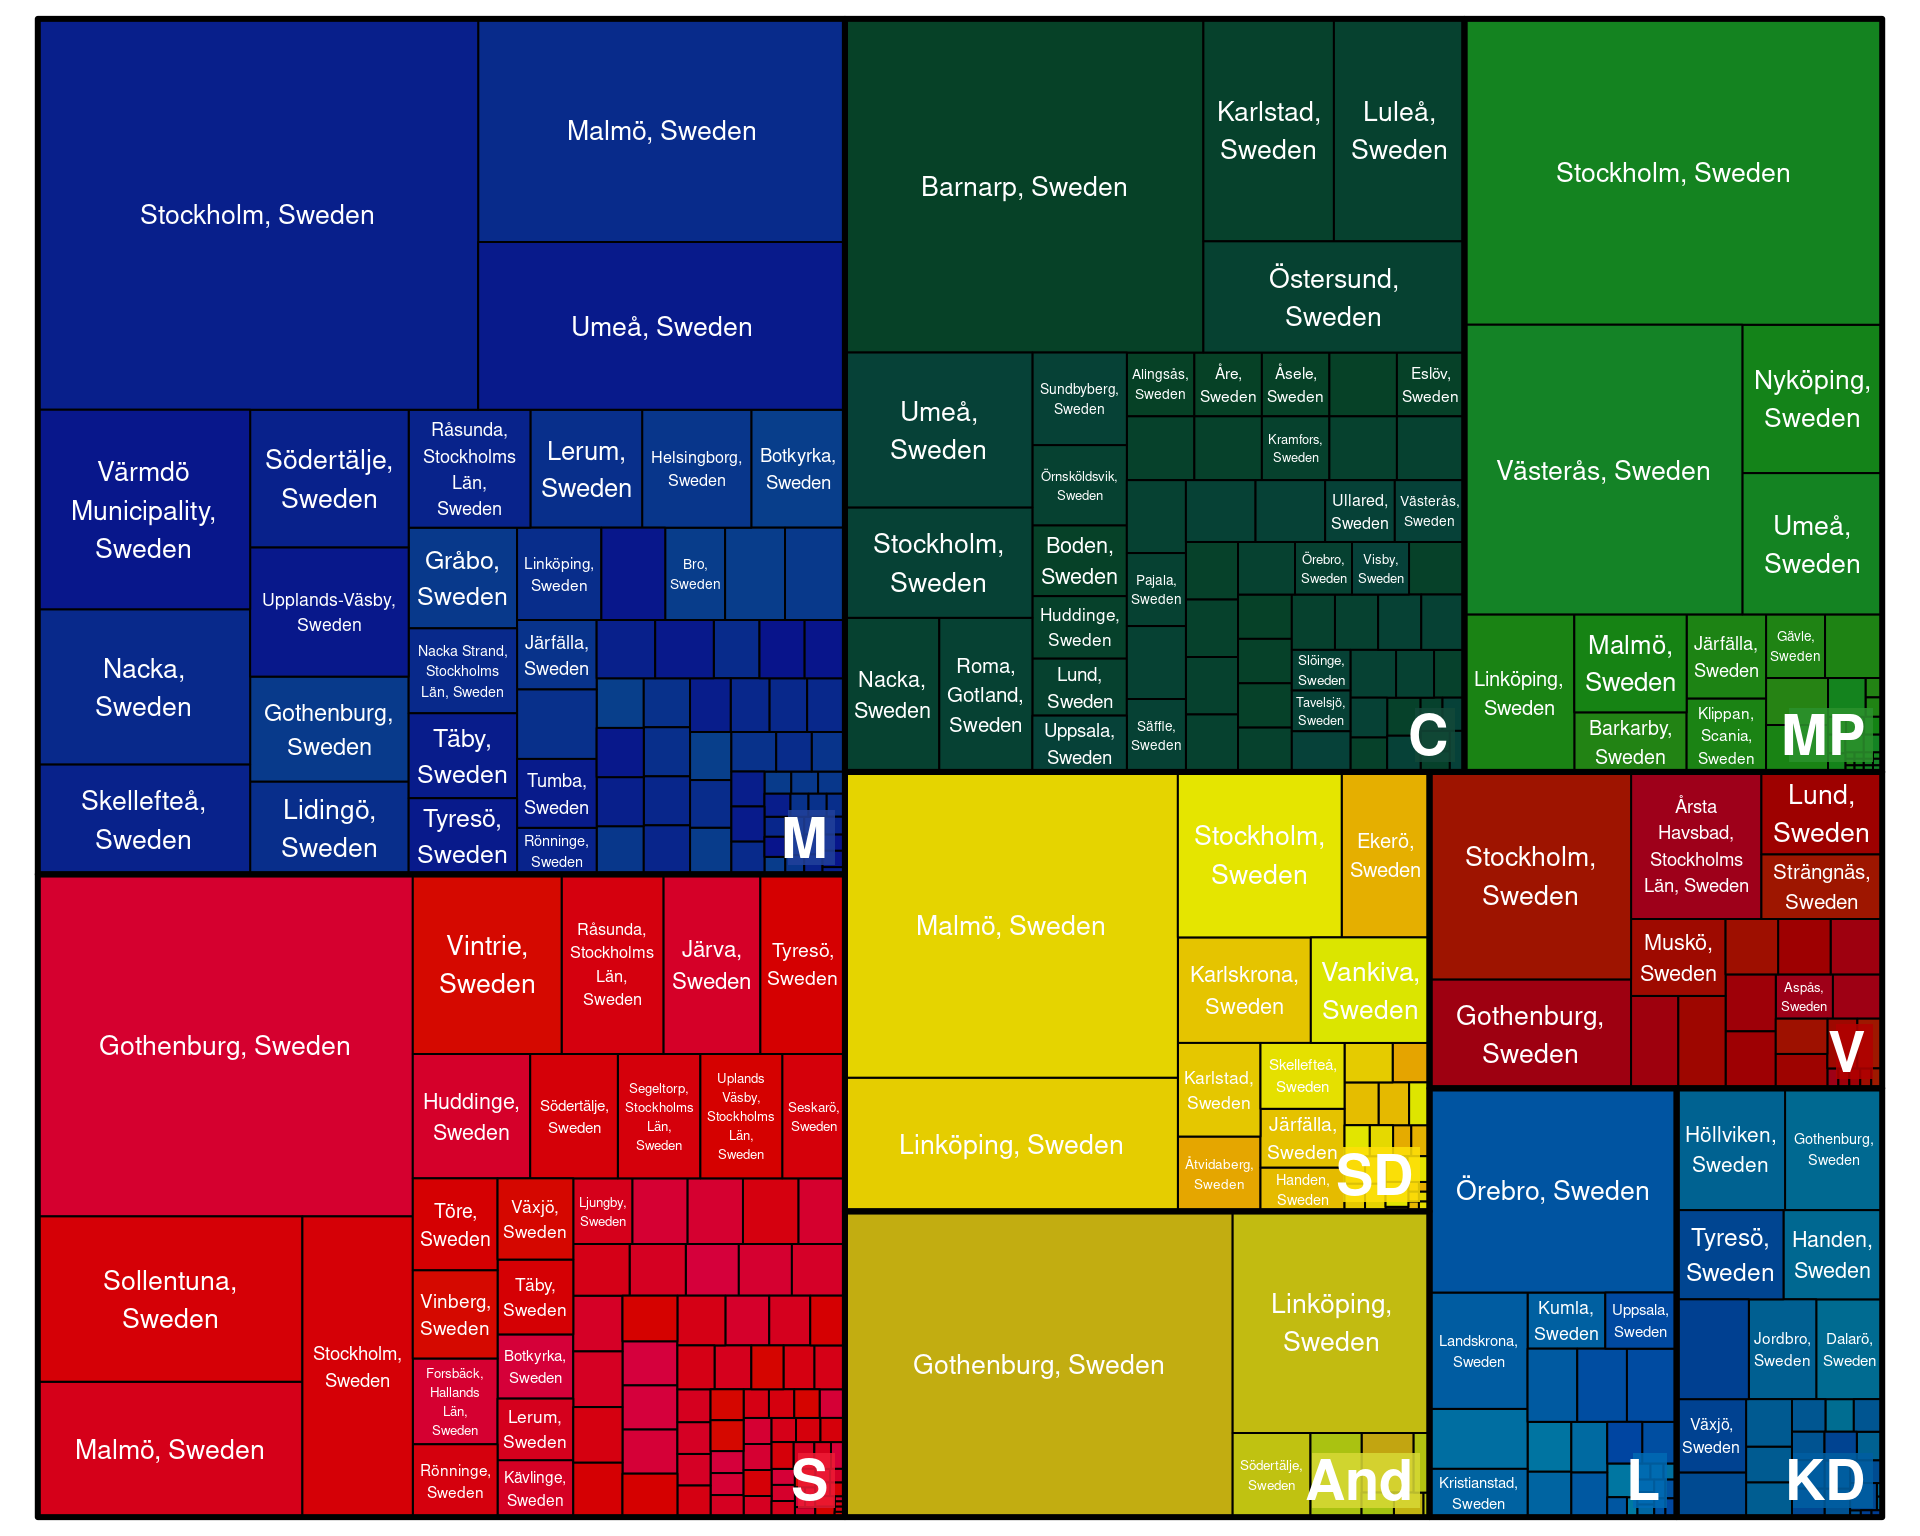 Stockholm, Sweden
Malmö, Sweden
Umeå, Sweden
Värmdö
Municipality,
Sweden
Nacka,
Sweden
Skellefteå,
Sweden
Södertälje,
Sweden
Upplands-Väsby,
Sweden
Gothenburg,
Sweden
Lidingö,
Sweden
Råsunda,
Stockholms
Län,
Sweden
Lerum,
Sweden
Helsingborg,
Sweden
Botkyrka,
Sweden
Gråbo,
Sweden
Nacka Strand,
Stockholms
Län, Sweden
Täby,
Sweden
Tyresö,
Sweden
Linköping,
Sweden
Bro,
Sweden
Järfälla,
Sweden
Tumba,
Sweden
Rönninge,
Sweden
M
Barnarp, Sweden
Karlstad,
Sweden
Luleå,
Sweden
Östersund,
Sweden
Umeå,
Sweden
Stockholm,
Sweden
Nacka,
Sweden
Roma,
Gotland,
Sweden
Sundbyberg,
Sweden
Örnsköldsvik,
Sweden
Boden,
Sweden
Huddinge,
Sweden
Lund,
Sweden
Uppsala,
Sweden
Alingsås,
Sweden
Åre,
Sweden
Åsele,
Sweden
Eslöv,
Sweden
Kramfors,
Sweden
Ullared,
Sweden
Västerås,
Sweden
Pajala,
Sweden
Örebro,
Sweden
Visby,
Sweden
Säffle,
Sweden
Slöinge,
Sweden
Tavelsjö,
Sweden
C
Stockholm, Sweden
Västerås, Sweden
Nyköping,
Sweden
Umeå,
Sweden
Linköping,
Sweden
Malmö,
Sweden
Barkarby,
Sweden
Järfälla,
Sweden
Klippan,
Scania,
Sweden
Gävle,
Sweden
MP
Gothenburg, Sweden
Sollentuna,
Sweden
Malmö, Sweden
Stockholm,
Sweden
Vintrie,
Sweden
Råsunda,
Stockholms
Län,
Sweden
Järva,
Sweden
Tyresö,
Sweden
Huddinge,
Sweden
Södertälje,
Sweden
Segeltorp,
Stockholms
Län,
Sweden
Uplands
Väsby,
Stockholms
Län,
Sweden
Seskarö,
Sweden
Töre,
Sweden
Vinberg,
Sweden
Forsbäck,
Hallands
Län,
Sweden
Rönninge,
Sweden
Växjö,
Sweden
Täby,
Sweden
Botkyrka,
Sweden
Lerum,
Sweden
Kävlinge,
Sweden
Ljungby,
Sweden
S
Malmö, Sweden
Linköping, Sweden
Stockholm,
Sweden
Ekerö,
Sweden
Karlskrona,
Sweden
Vankiva,
Sweden
Karlstad,
Sweden
Åtvidaberg,
Sweden
Skellefteå,
Sweden
Järfälla,
Sweden
Handen,
Sweden
SD
Gothenburg, Sweden
Linköping,
Sweden
Södertälje,
Sweden
And
Stockholm,
Sweden
Gothenburg,
Sweden
Årsta
Havsbad,
Stockholms
Län, Sweden
Lund,
Sweden
Strängnäs,
Sweden
Muskö,
Sweden
Aspås,
Sweden
V
Örebro, Sweden
Landskrona,
Sweden
Kristianstad,
Sweden
Kumla,
Sweden
Uppsala,
Sweden
L
Höllviken,
Sweden
Gothenburg,
Sweden
Tyresö,
Sweden
Handen,
Sweden
Jordbro,
Sweden
Dalarö,
Sweden
Växjö,
Sweden
KD